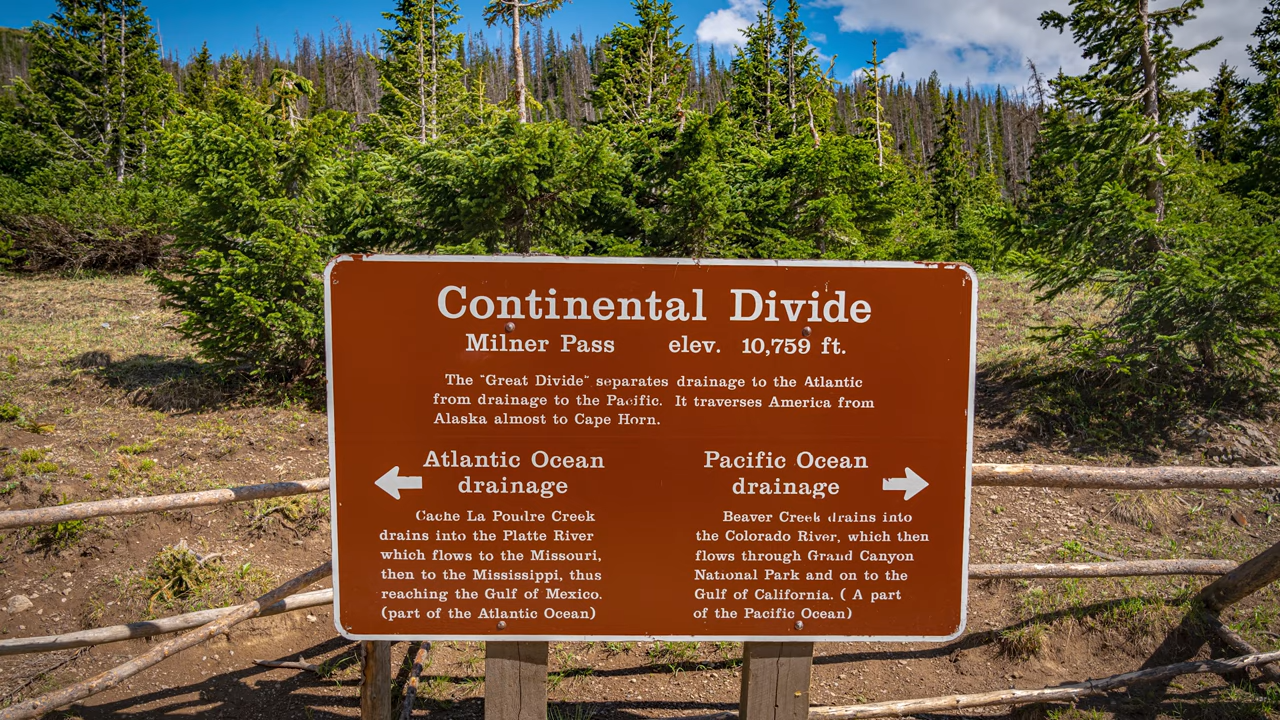 Continental Divide
Milner Pass elev. 10,759 ft.
The "Great Divide" separates drainage to the Atlantic
from drainage to the Pacific. It traverses America from
Alaska almost to Cape Horn.
Atlantic Ocean
drainage
Cache La Poudre Creek
drains into the Platte River
which flows to the Missouri,
then to the Mississippi, thus
reaching the Gulf of Mexico.
(part of the Atlantic Ocean)
Pacific Ocean
drainage
Beaver Creek drains into
the Colorado River, which then
flows through Grand Canyon
National Park and on to the
Gulf of California. ( A part
of the Pacific Ocean)